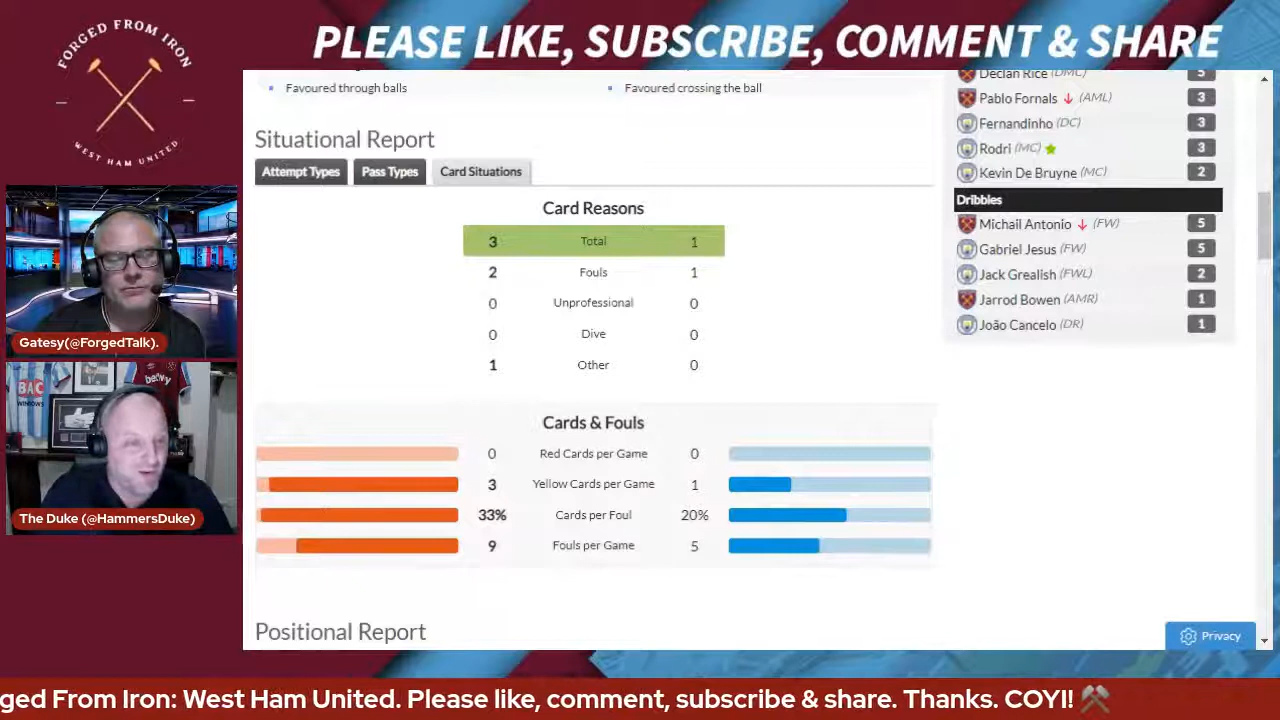 FORGED FROM IRON
WEST HAM UNITED
PLEASE LIKE, SUBSCRIBE, COMMENT & SHARE
Favoured through balls
Favoured crossing the ball
Situational Report
Attempt Types
Pass Types
Card Situations
Card Reasons
3 Total 1
2 Fouls 1
0 Unprofessional 0
0 Dive 0
1 Other 0
Cards & Fouls
0 Red Cards per Game 0
3 Yellow Cards per Game 1
33% Cards per Foul 20%
9 Fouls per Game 5
Positional Report
Declan Rice (DMC) 5
Pablo Fornals (AML) 3
Fernandinho (DC) 3
Rodri (MC) 3
Kevin De Bruyne (MC) 2
Dribbles
Michail Antonio (FW) 5
Gabriel Jesus (FW) 5
Jack Grealish (FWL) 2
Jarrod Bowen (AMR) 1
João Cancelo (DR) 1
Privacy
Gatesy(@ForgedTalk).
BAC
WINDOWS
betway
The Duke (@HammersDuke)
ged From Iron: West Ham United. Please like, comment, subscribe & share. Thanks. COYI!